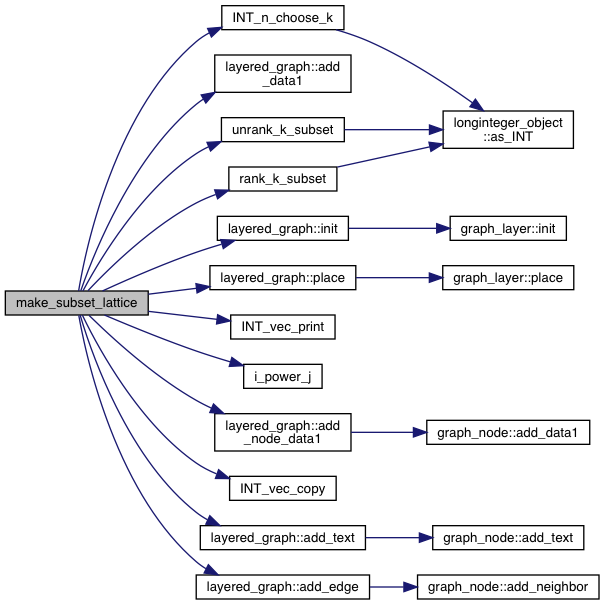 INT_n_choose_k
layered_graph::add
_data1
unrank_k_subset
longinteger_object
::as_INT
rank_k_subset
layered_graph::init
graph_layer::init
layered_graph::place
graph_layer::place
make_subset_lattice
INT_vec_print
i_power_j
layered_graph::add
_node_data1
graph_node::add_data1
INT_vec_copy
layered_graph::add_text
graph_node::add_text
layered_graph::add_edge
graph_node::add_neighbor